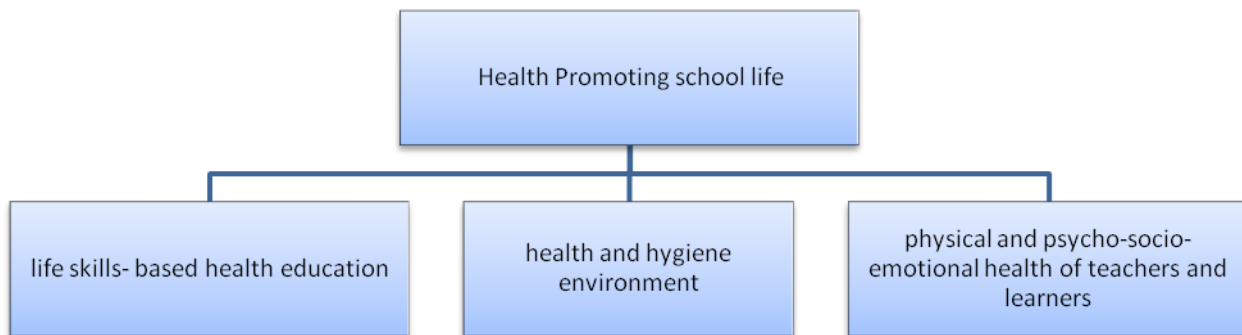 Health Promoting school life
life skills- based health education
health and hygiene
environment
physical and psycho-socio-
emotional health of teachers and
learners